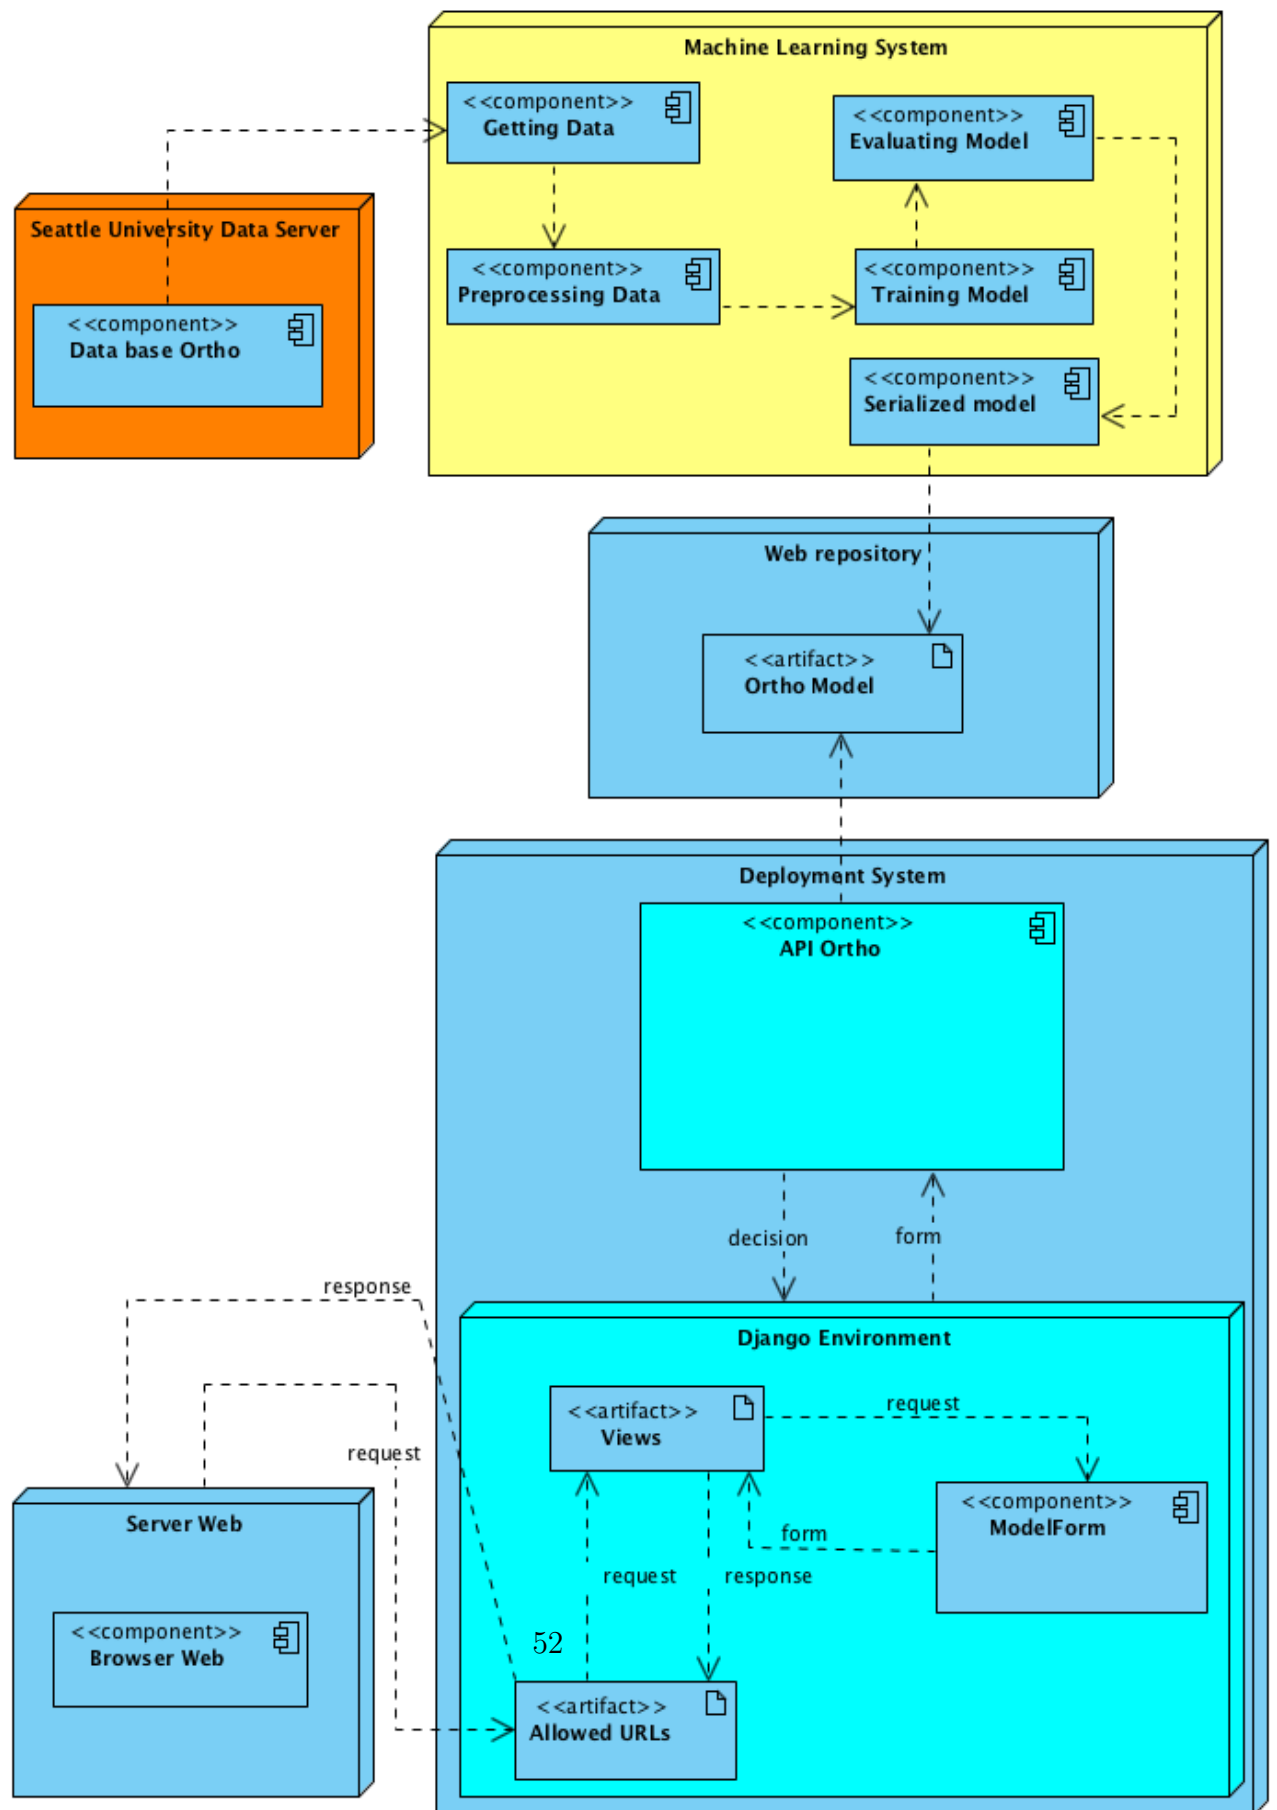 Machine Learning System
<<component>>
Getting Data
<<component>>
Evaluating Model
Seattle University Data Server
<<component>>
Preprocessing Data
<<component>>
Training Model
<<component>>
Data base Ortho
<<component>>
Serialized model
Web repository
<<artifact>>
Ortho Model
Deployment System
<<component>>
API Ortho
decision
form
response
Django Environment
<<artifact>>
Views
request
request
<<component>>
ModelForm
form
Server Web
request
response
<<component>>
Browser Web
52
<<artifact>>
Allowed URLs